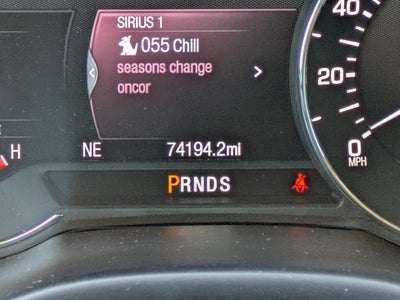 SIRIUS 1
055 Chill
seasons change
oncor
40
20
0
MPH
H
NE 74194.2mi
PRNDS